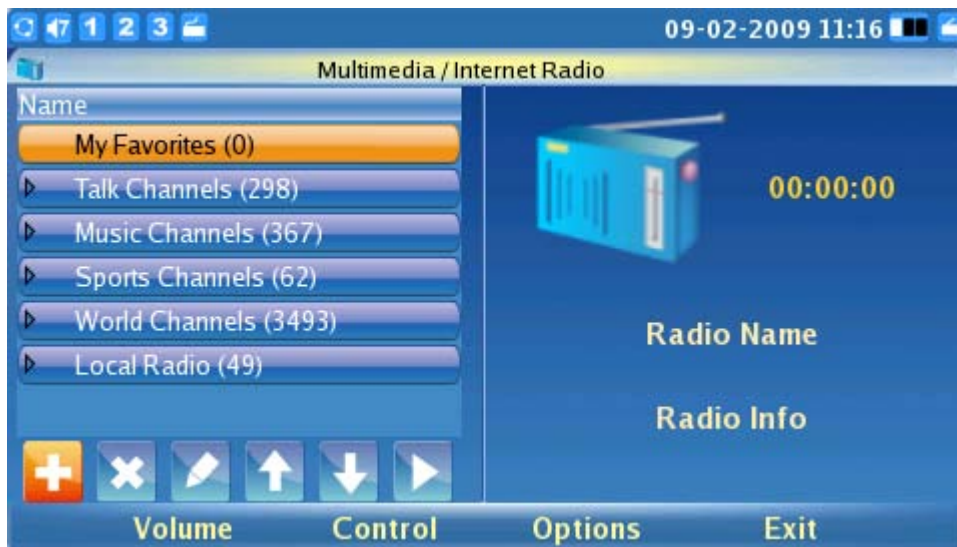 7 1 2 3 09-02-2009 11:16
Multimedia / Internet Radio
Name
My Favorites (0)
Talk Channels (298)
Music Channels (367)
Sports Channels (62)
World Channels (3493)
Local Radio (49)
00:00:00
Radio Name
Radio Info
Volume Control Options Exit